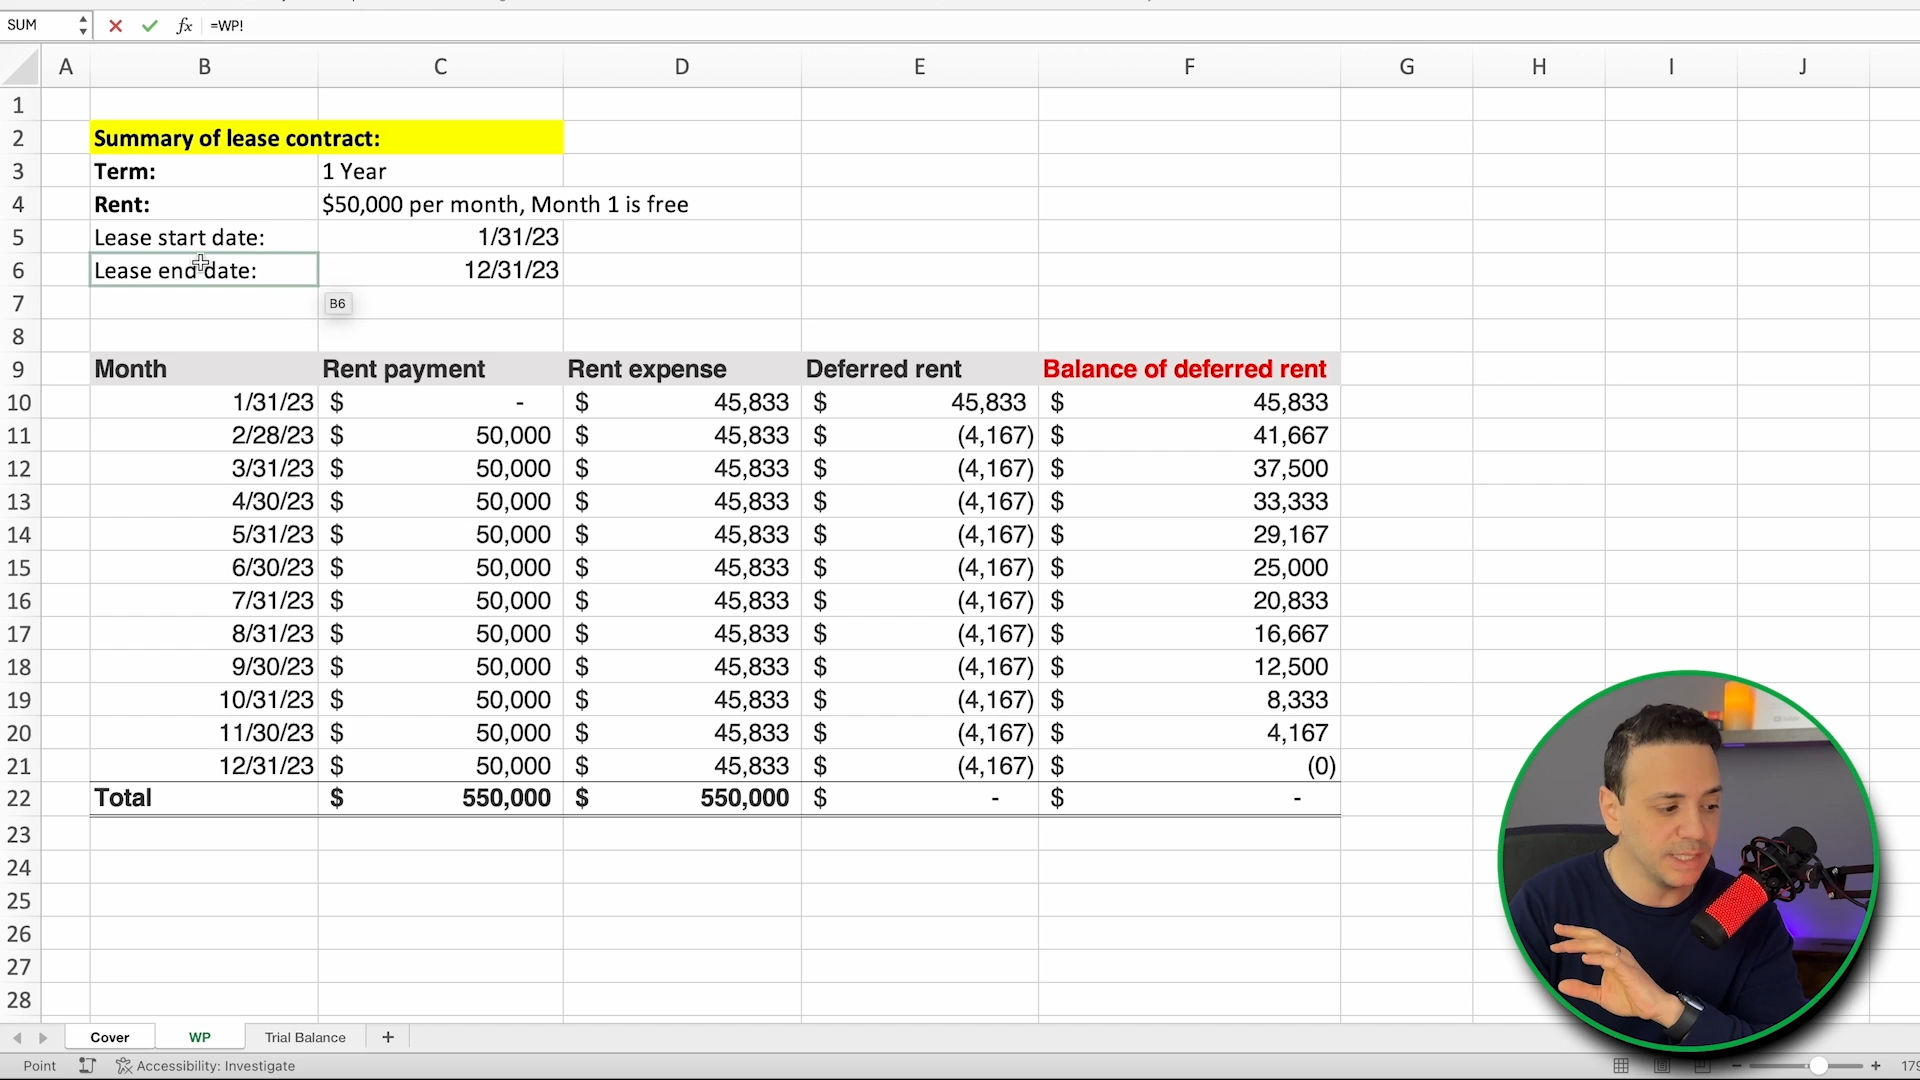 SUM fx =WP!
A B C D E F G H I J
1
2 Summary of lease contract:
3 Term: 1 Year
4 Rent: $50,000 per month, Month 1 is free
5 Lease start date: 1/31/23
6 Lease end date: 12/31/23
7 B6
8
9 Month Rent payment Rent expense Deferred rent Balance of deferred rent
10 1/31/23 $ - $ 45,833 $ 45,833 $ 45,833
11 2/28/23 $ 50,000 $ 45,833 $ (4,167) $ 41,667
12 3/31/23 $ 50,000 $ 45,833 $ (4,167) $ 37,500
13 4/30/23 $ 50,000 $ 45,833 $ (4,167) $ 33,333
14 5/31/23 $ 50,000 $ 45,833 $ (4,167) $ 29,167
15 6/30/23 $ 50,000 $ 45,833 $ (4,167) $ 25,000
16 7/31/23 $ 50,000 $ 45,833 $ (4,167) $ 20,833
17 8/31/23 $ 50,000 $ 45,833 $ (4,167) $ 16,667
18 9/30/23 $ 50,000 $ 45,833 $ (4,167) $ 12,500
19 10/31/23 $ 50,000 $ 45,833 $ (4,167) $ 8,333
20 11/30/23 $ 50,000 $ 45,833 $ (4,167) $ 4,167
21 12/31/23 $ 50,000 $ 45,833 $ (4,167) $ (0)
22 Total $ 550,000 $ 550,000 $ - $ -
23
24
25
26
27
28
Cover WP Trial Balance +
Point Accessibility: Investigate - + 179